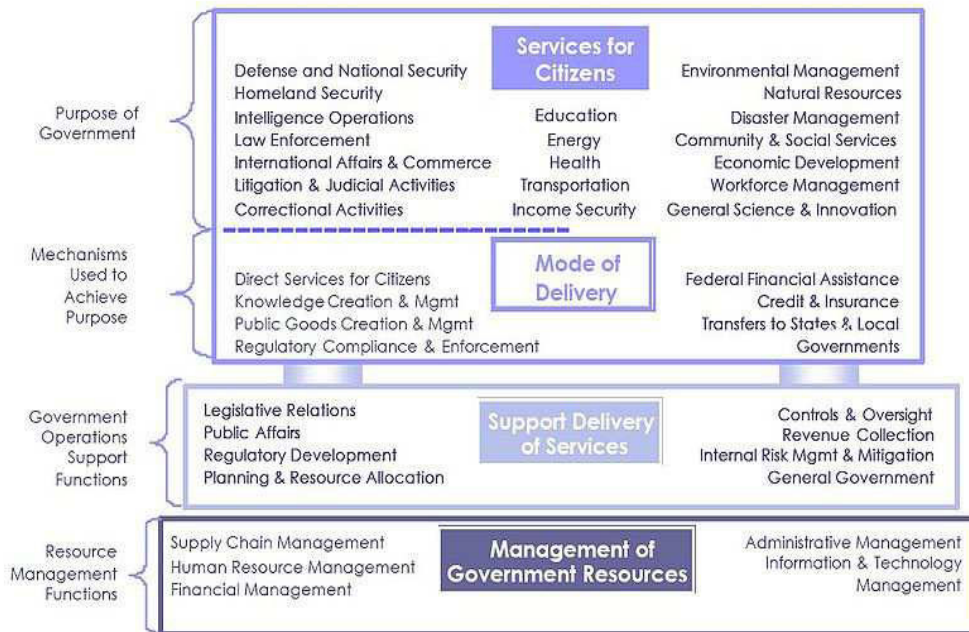 Services for
Citizens
Purpose of
Government
Defense and National Security
Homeland Security
Intelligence Operations
Law Enforcement
International Affairs & Commerce
Litigation & Judicial Activities
Correctional Activities
Education
Energy
Health
Transportation
Income Security
Environmental Management
Natural Resources
Disaster Management
Community & Social Services
Economic Development
Workforce Management
General Science & Innovation
Mechanisms
Used to
Achieve
Purpose
Mode of
Delivery
Direct Services for Citizens
Knowledge Creation & Mgmt
Public Goods Creation & Mgmt
Regulatory Compliance & Enforcement
Federal Financial Assistance
Credit & Insurance
Transfers to States & Local
Governments
Government
Operations
Support
Functions
Legislative Relations
Public Affairs
Regulatory Development
Planning & Resource Allocation
Support Delivery
of Services
Controls & Oversight
Revenue Collection
Internal Risk Mgmt & Mitigation
General Government
Resource
Management
Functions
Supply Chain Management
Human Resource Management
Financial Management
Management of
Government Resources
Administrative Management
Information & Technology
Management